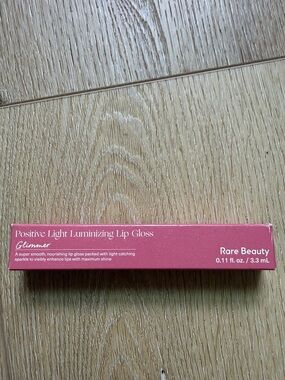 Positive Light Luminizing Lip Gloss
Glimmer
A super smooth, nourishing lip gloss packed with light-catching
sparkle to visibly enhance lips with maximum shine
Rare Beauty
0.11 fl. oz. / 3.3 mL